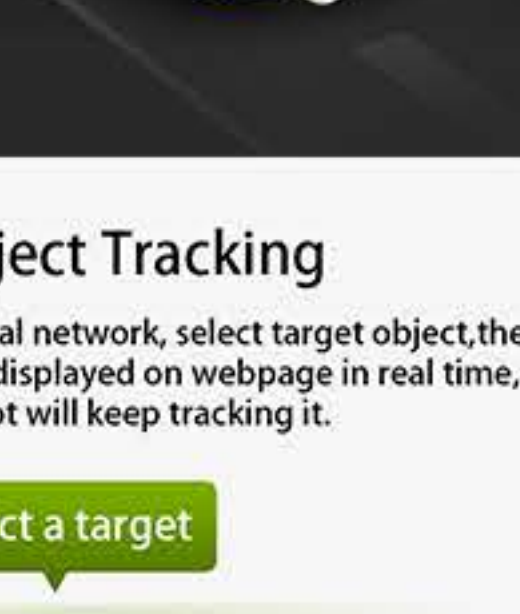 ject Tracking
al network, select target object,the
displayed on webpage in real time,
ot will keep tracking it.
ct a target